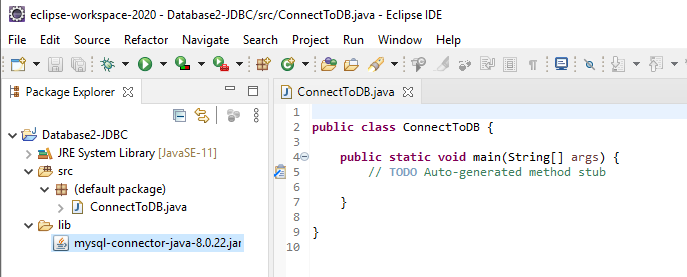 eclipse-workspace-2020 - Database2-JDBC/src/ConnectToDB.java - Eclipse IDE
File Edit Source Refactor Navigate Search Project Run Window Help
Package Explorer
Database2-JDBC
JRE System Library [JavaSE-11]
src
(default package)
ConnectToDB.java
lib
mysql-connector-java-8.0.22.jar
ConnectToDB.java
1
2 public class ConnectToDB {
3
4 public static void main(String[] args) {
5 // TODO Auto-generated method stub
6
7 }
8
9 }
10